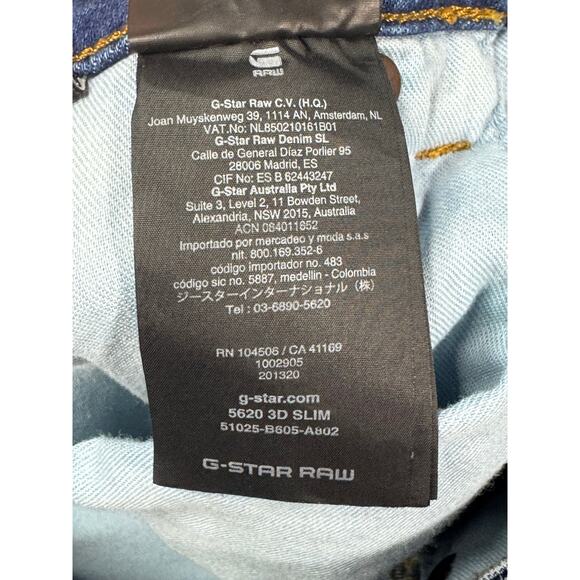 RAW
G-Star Raw C.V. (H.Q.)
Joan Muyskenweg 39, 1114 AN, Amsterdam, NL
VAT.No: NL850210161B01
G-Star Raw Denim SL
Calle de General Díaz Porlier 95
28006 Madrid, ES
CIF No: ES B 62443247
G-Star Australia Pty Ltd
Suite 3, Level 2, 11 Bowden Street,
Alexandria, NSW 2015, Australia
ACN 084011852
Importado por mercadeo y moda s.a.s
nit. 800.169.352-6
código importador no. 483
código sic no. 5887, medellin - Colombia
ジースターインターナショナル（株）
Tel : 03-6890-5620
RN 104506 / CA 41169
1002905
201320
g-star.com
5620 3D SLIM
51025-B605-A802
G-STAR RAW